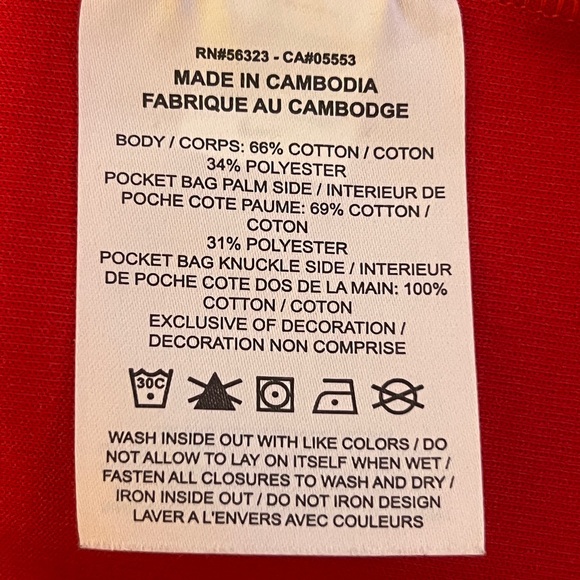 RN#56323 - CA#05553
MADE IN CAMBODIA
FABRIQUE AU CAMBODGE
BODY / CORPS: 66% COTTON / COTON
34% POLYESTER
POCKET BAG PALM SIDE / INTERIEUR DE
POCHE COTE PAUME: 69% COTTON /
COTON
31% POLYESTER
POCKET BAG KNUCKLE SIDE / INTERIEUR
DE POCHE COTE DOS DE LA MAIN: 100%
COTTON / COTON
EXCLUSIVE OF DECORATION /
DECORATION NON COMPRISE
30C
WASH INSIDE OUT WITH LIKE COLORS / DO
NOT ALLOW TO LAY ON ITSELF WHEN WET /
FASTEN ALL CLOSURES TO WASH AND DRY /
IRON INSIDE OUT / DO NOT IRON DESIGN
LAVER A L'ENVERS AVEC COULEURS